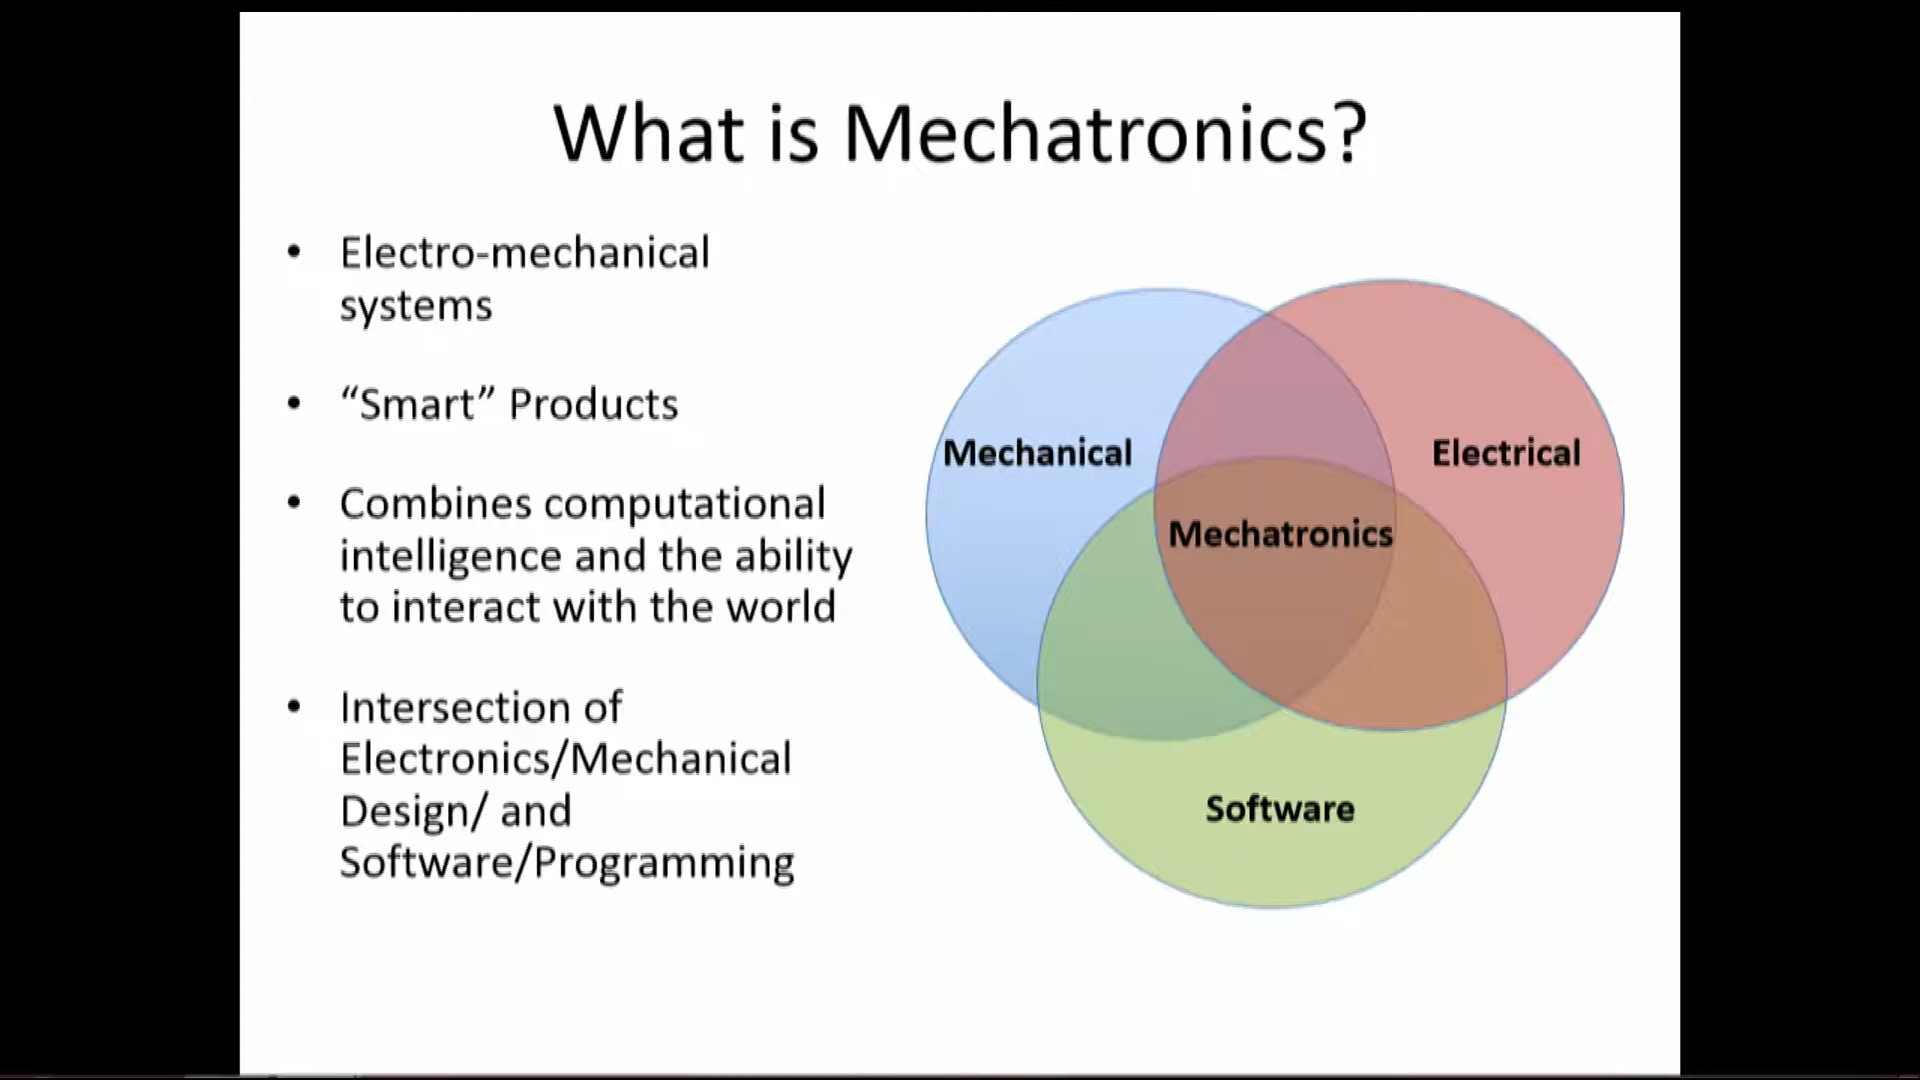 What is Mechatronics?
• Electro-mechanical
systems
• “Smart” Products
• Combines computational
intelligence and the ability
to interact with the world
• Intersection of
Electronics/Mechanical
Design/ and
Software/Programming
Mechanical
Electrical
Mechatronics
Software